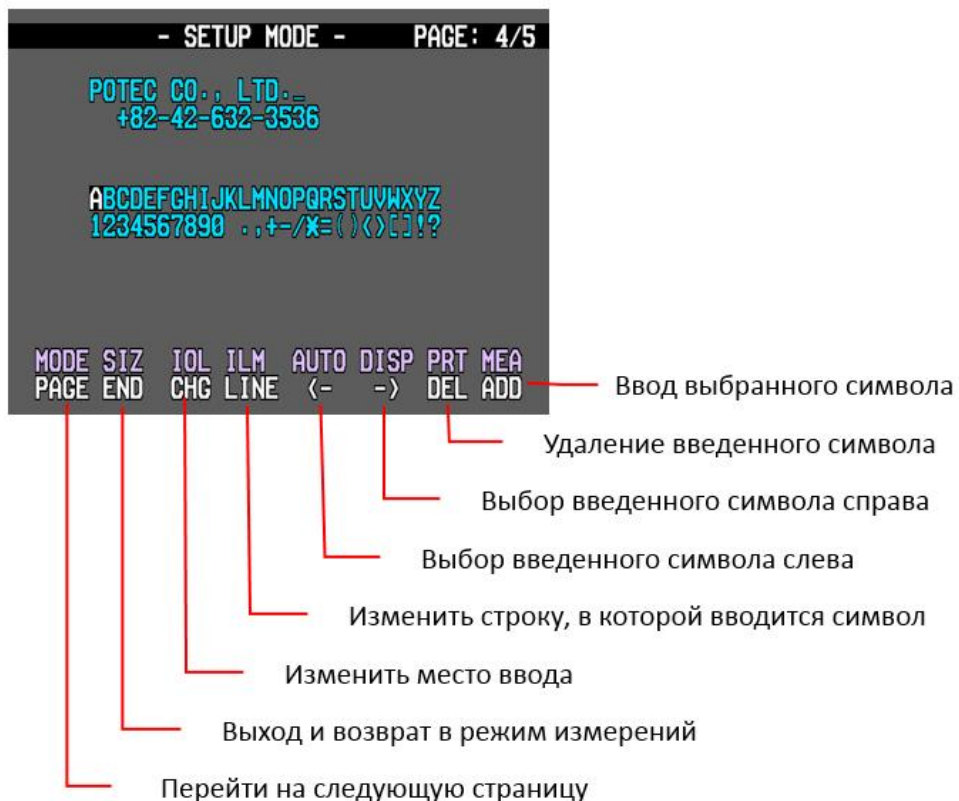 - SETUP MODE - PAGE: 4/5
POTEC CO., LTD._
+82-42-632-3536
ABCDEFGHIJKLMNOPQRSTUVWXYZ
1234567890 .,+-/*=()<>[]!?
MODE SIZ IOL ILM AUTO DISP PRT MEA
PAGE END CHG LINE <- -> DEL ADD
Ввод выбранного символа
Удаление введенного символа
Выбор введенного символа справа
Выбор введенного символа слева
Изменить строку, в которой вводится символ
Изменить место ввода
Выход и возврат в режим измерений
Перейти на следующую страницу